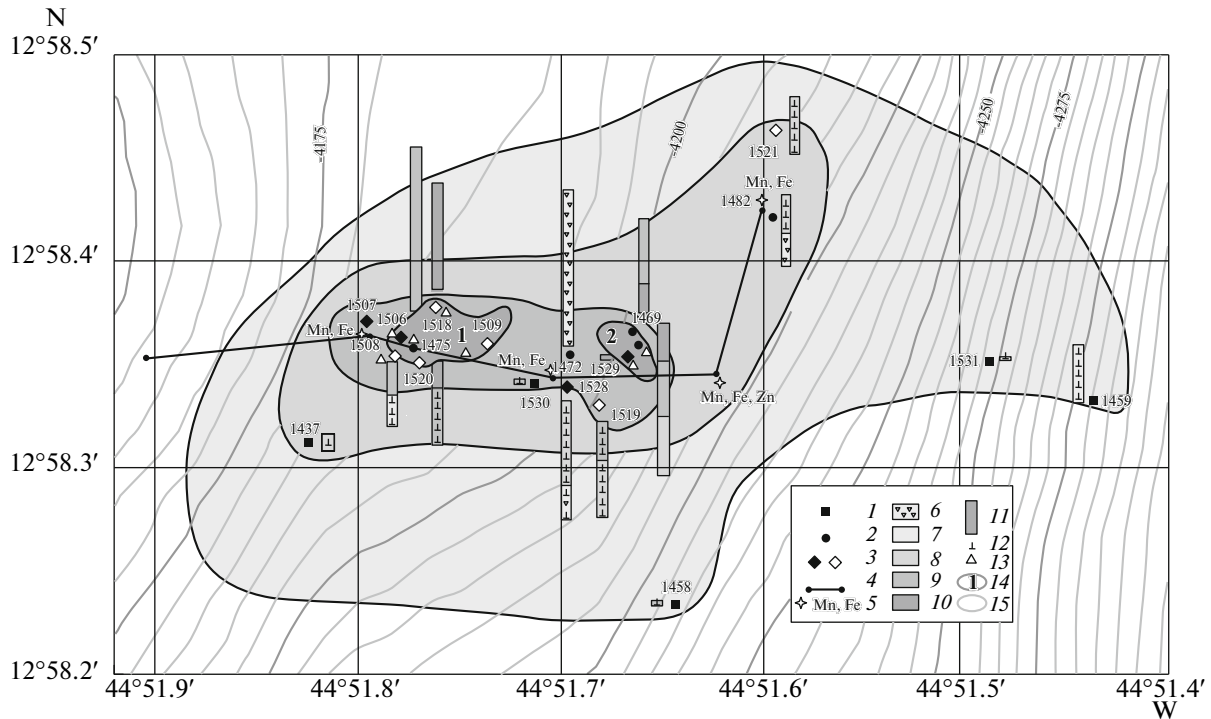 N
12°58.5′
-4175
-4200
-4250
-4275
1521
Mn, Fe
1482
12°58.4′
1507
1506
1518
1509
1469
Mn, Fe
1
2
1508
1475
Mn, Fe
1472
1529
1531
1520
1528
Mn, Fe, Zn
1530
1519
1459
1437
12°58.3′
1458
1 6 11
2 7 12
3 8 13
4 9 1 14
Mn, Fe 5 10 15
12°58.2′
44°51.9′ 44°51.8′ 44°51.7′ 44°51.6′ 44°51.5′ 44°51.4′
W